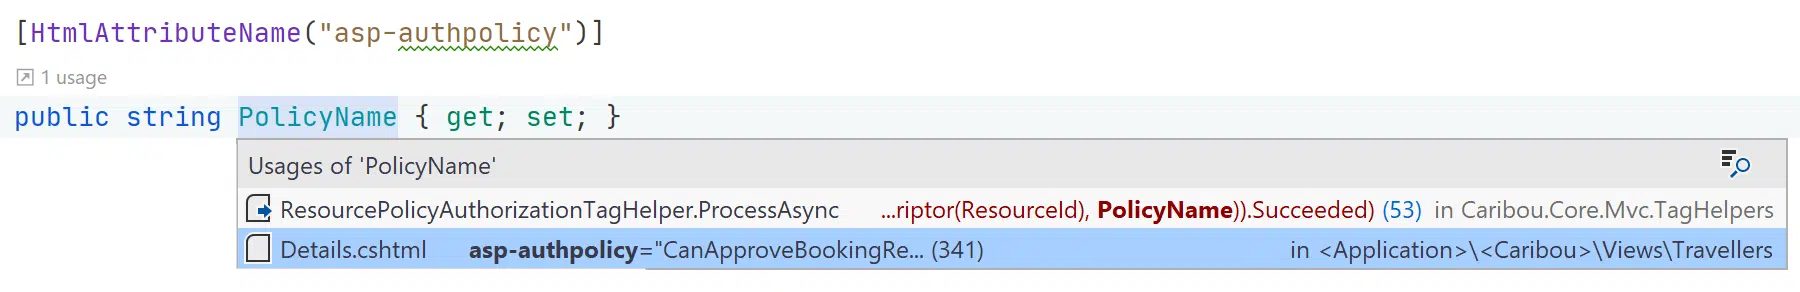 [HtmlAttributeName("asp-authpolicy")]
1 usage
public string PolicyName { get; set; }
Usages of 'PolicyName'
ResourcePolicyAuthorizationTagHelper.ProcessAsync ...riptor(ResourceId), PolicyName)).Succeeded) (53) in Caribou.Core.Mvc.TagHelpers
Details.cshtml asp-authpolicy="CanApproveBookingRe... (341) in <Application>\<Caribou>\Views\Travellers